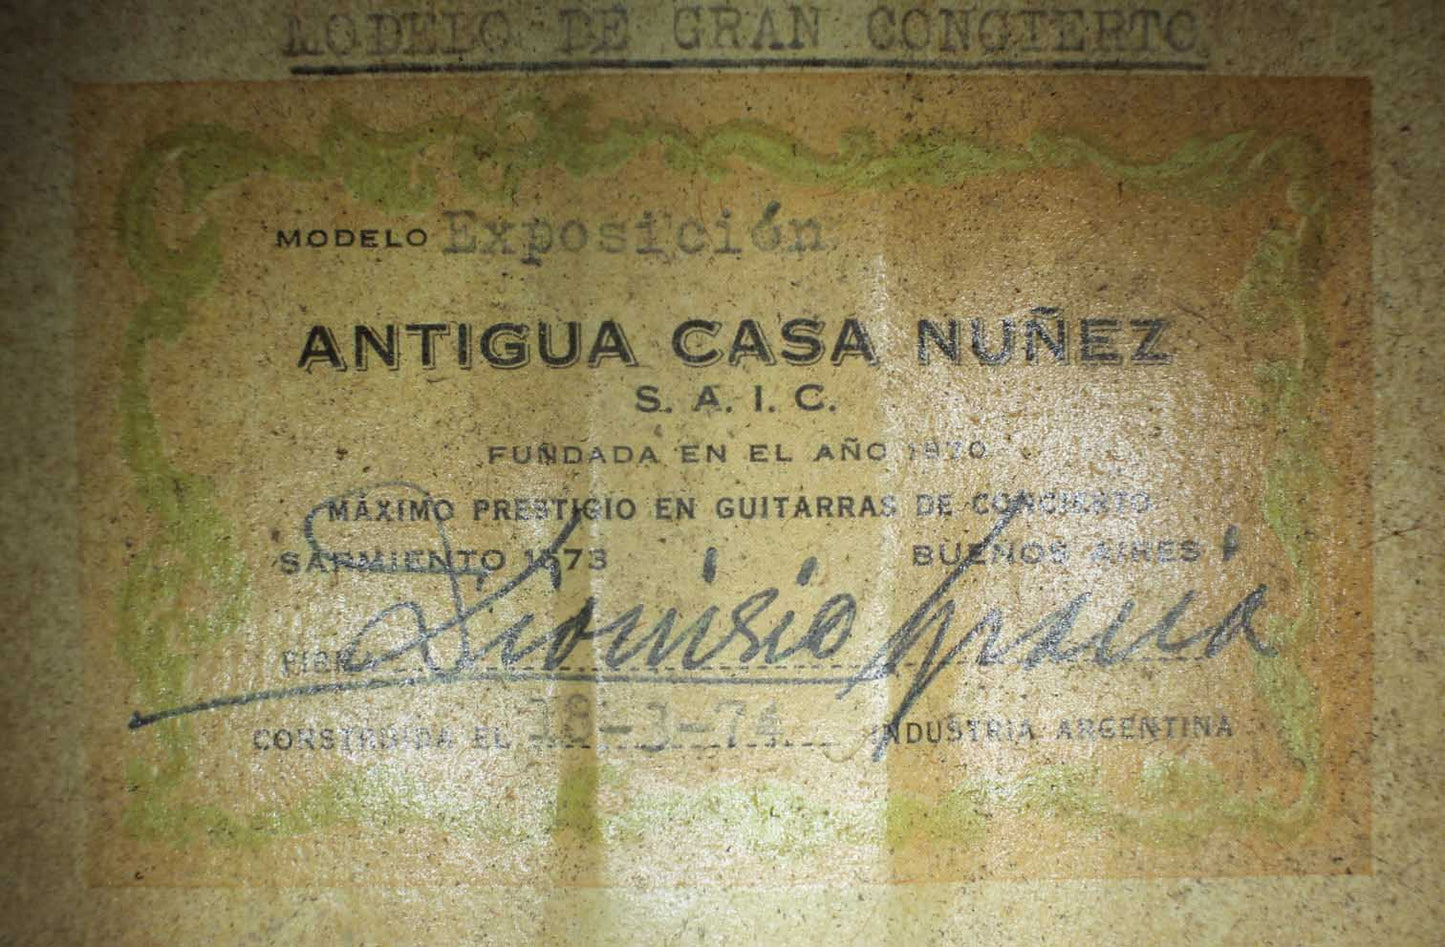 MODELO DE GRAN CONCIERTO
MODELO Exposición
ANTIGUA CASA NUÑEZ
S. A. I. C.
FUNDADA EN EL AÑO 1870
MÁXIMO PRESTIGIO EN GUITARRAS DE CONCIERTO
SARMIENTO 1573 BUENOS AIRES
FIRMA Dionisio Gracia
CONSTRUIDA EL 18-3-74 INDUSTRIA ARGENTINA